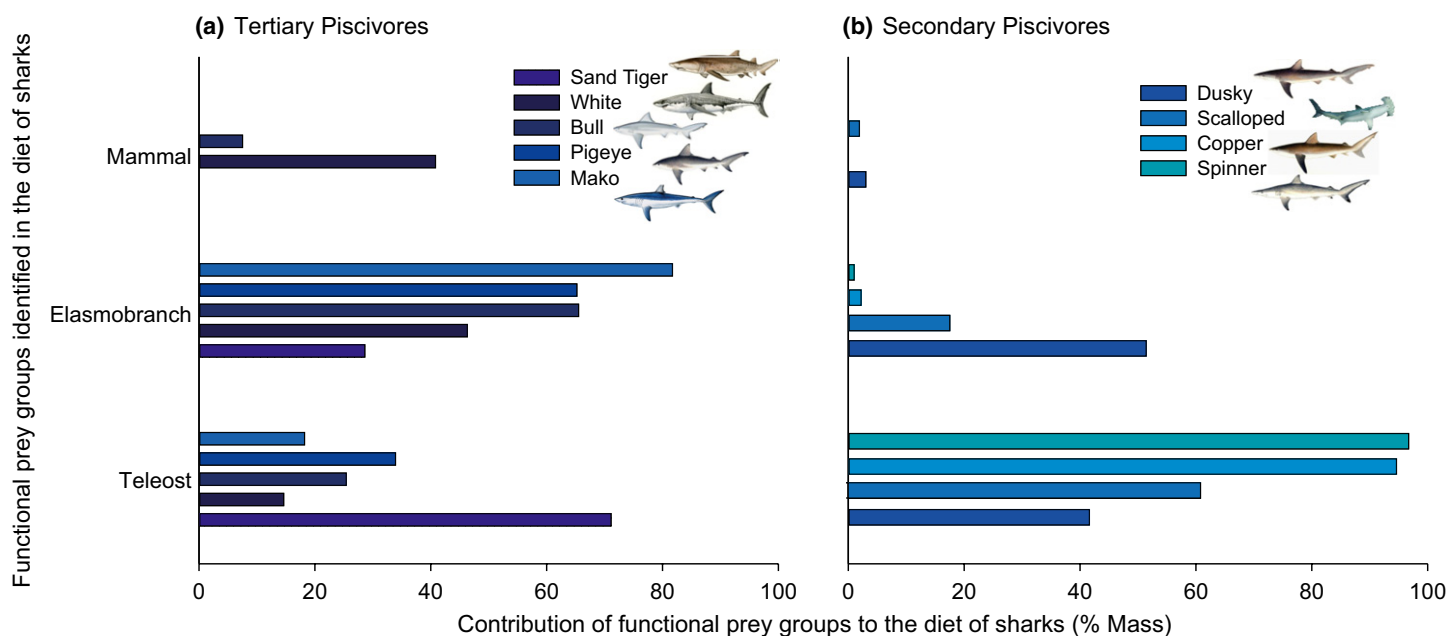 (a) Tertiary Piscivores
(b) Secondary Piscivores
Functional prey groups identified in the diet of sharks
Mammal
Elasmobranch
Teleost
Sand Tiger
White
Bull
Pigeye
Mako
Dusky
Scalloped
Copper
Spinner
0 20 40 60 80 100
0 20 40 60 80 100
Contribution of functional prey groups to the diet of sharks (% Mass)